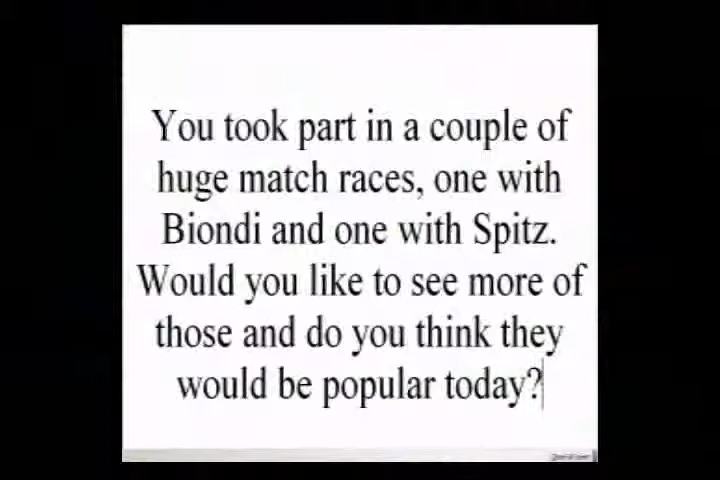 You took part in a couple of
huge match races, one with
Biondi and one with Spitz.
Would you like to see more of
those and do you think they
would be popular today?